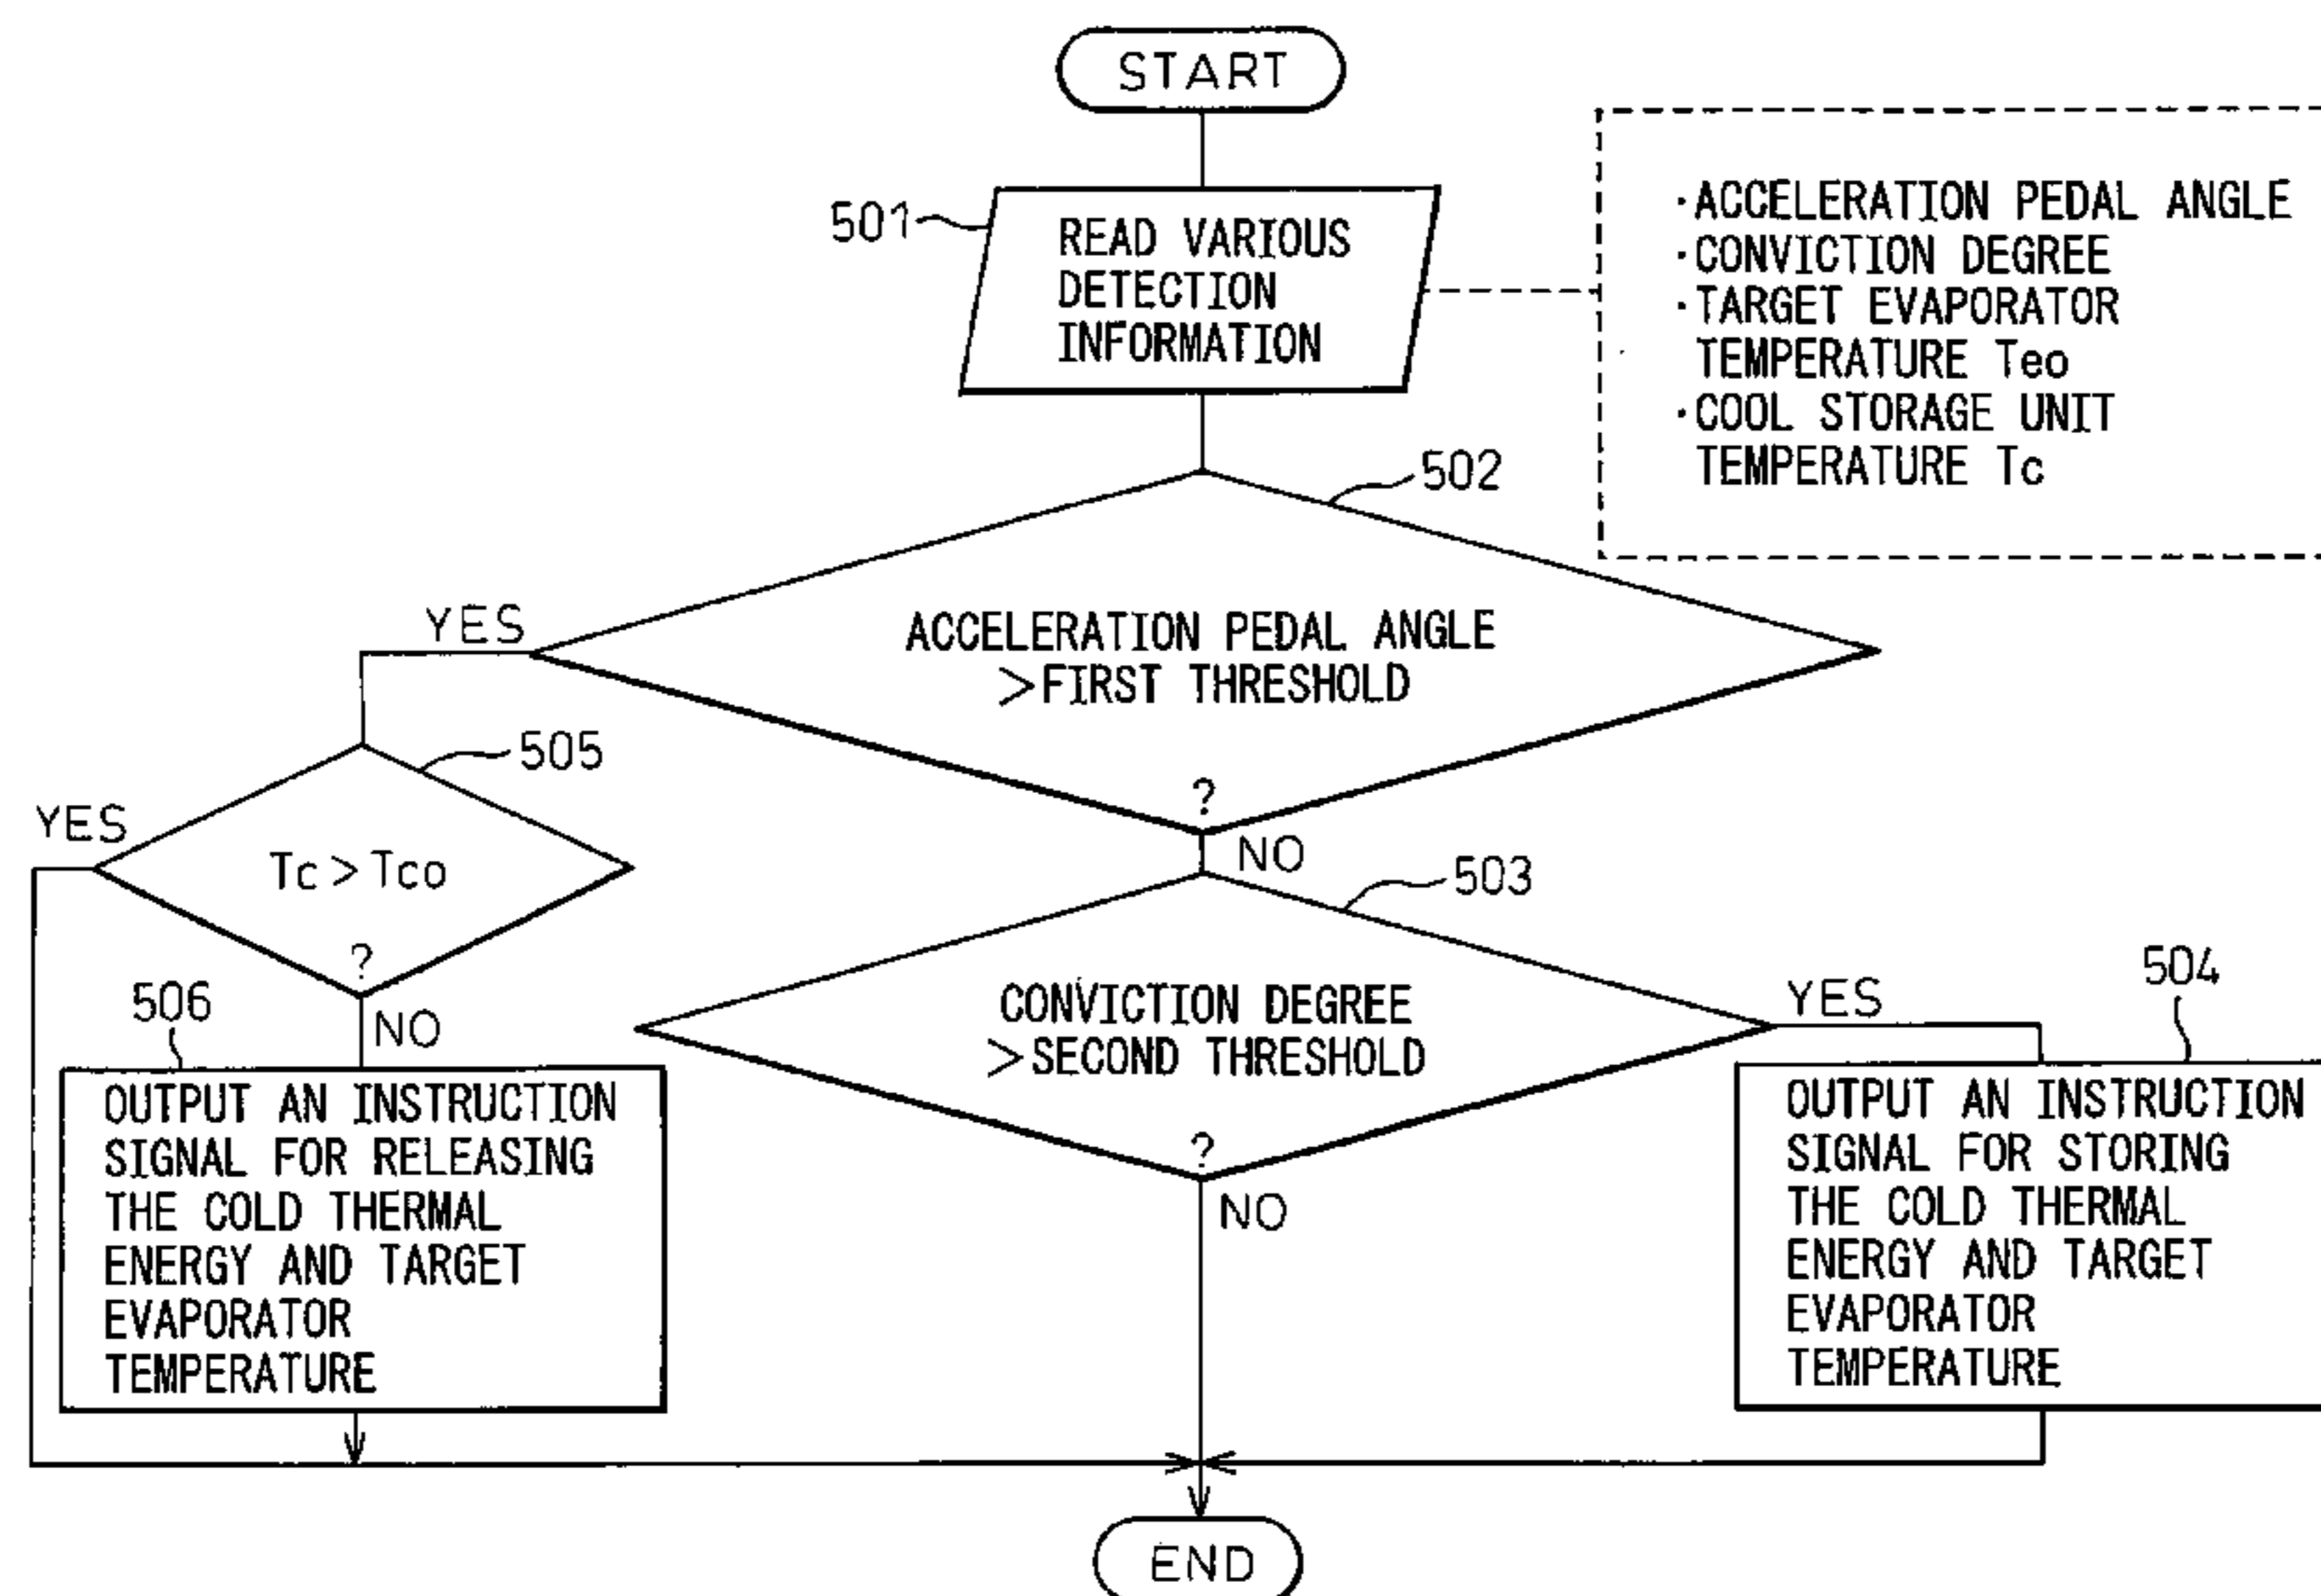 START
501
READ VARIOUS
DETECTION
INFORMATION
·ACCELERATION PEDAL ANGLE
·CONVICTION DEGREE
·TARGET EVAPORATOR
TEMPERATURE Teo
·COOL STORAGE UNIT
TEMPERATURE Tc
502
YES
ACCELERATION PEDAL ANGLE
>FIRST THRESHOLD
?
NO
505
YES
Tc > Tco
?
NO
503
CONVICTION DEGREE
>SECOND THRESHOLD
?
NO
YES
504
OUTPUT AN INSTRUCTION
SIGNAL FOR STORING
THE COLD THERMAL
ENERGY AND TARGET
EVAPORATOR
TEMPERATURE
506
OUTPUT AN INSTRUCTION
SIGNAL FOR RELEASING
THE COLD THERMAL
ENERGY AND TARGET
EVAPORATOR
TEMPERATURE
END